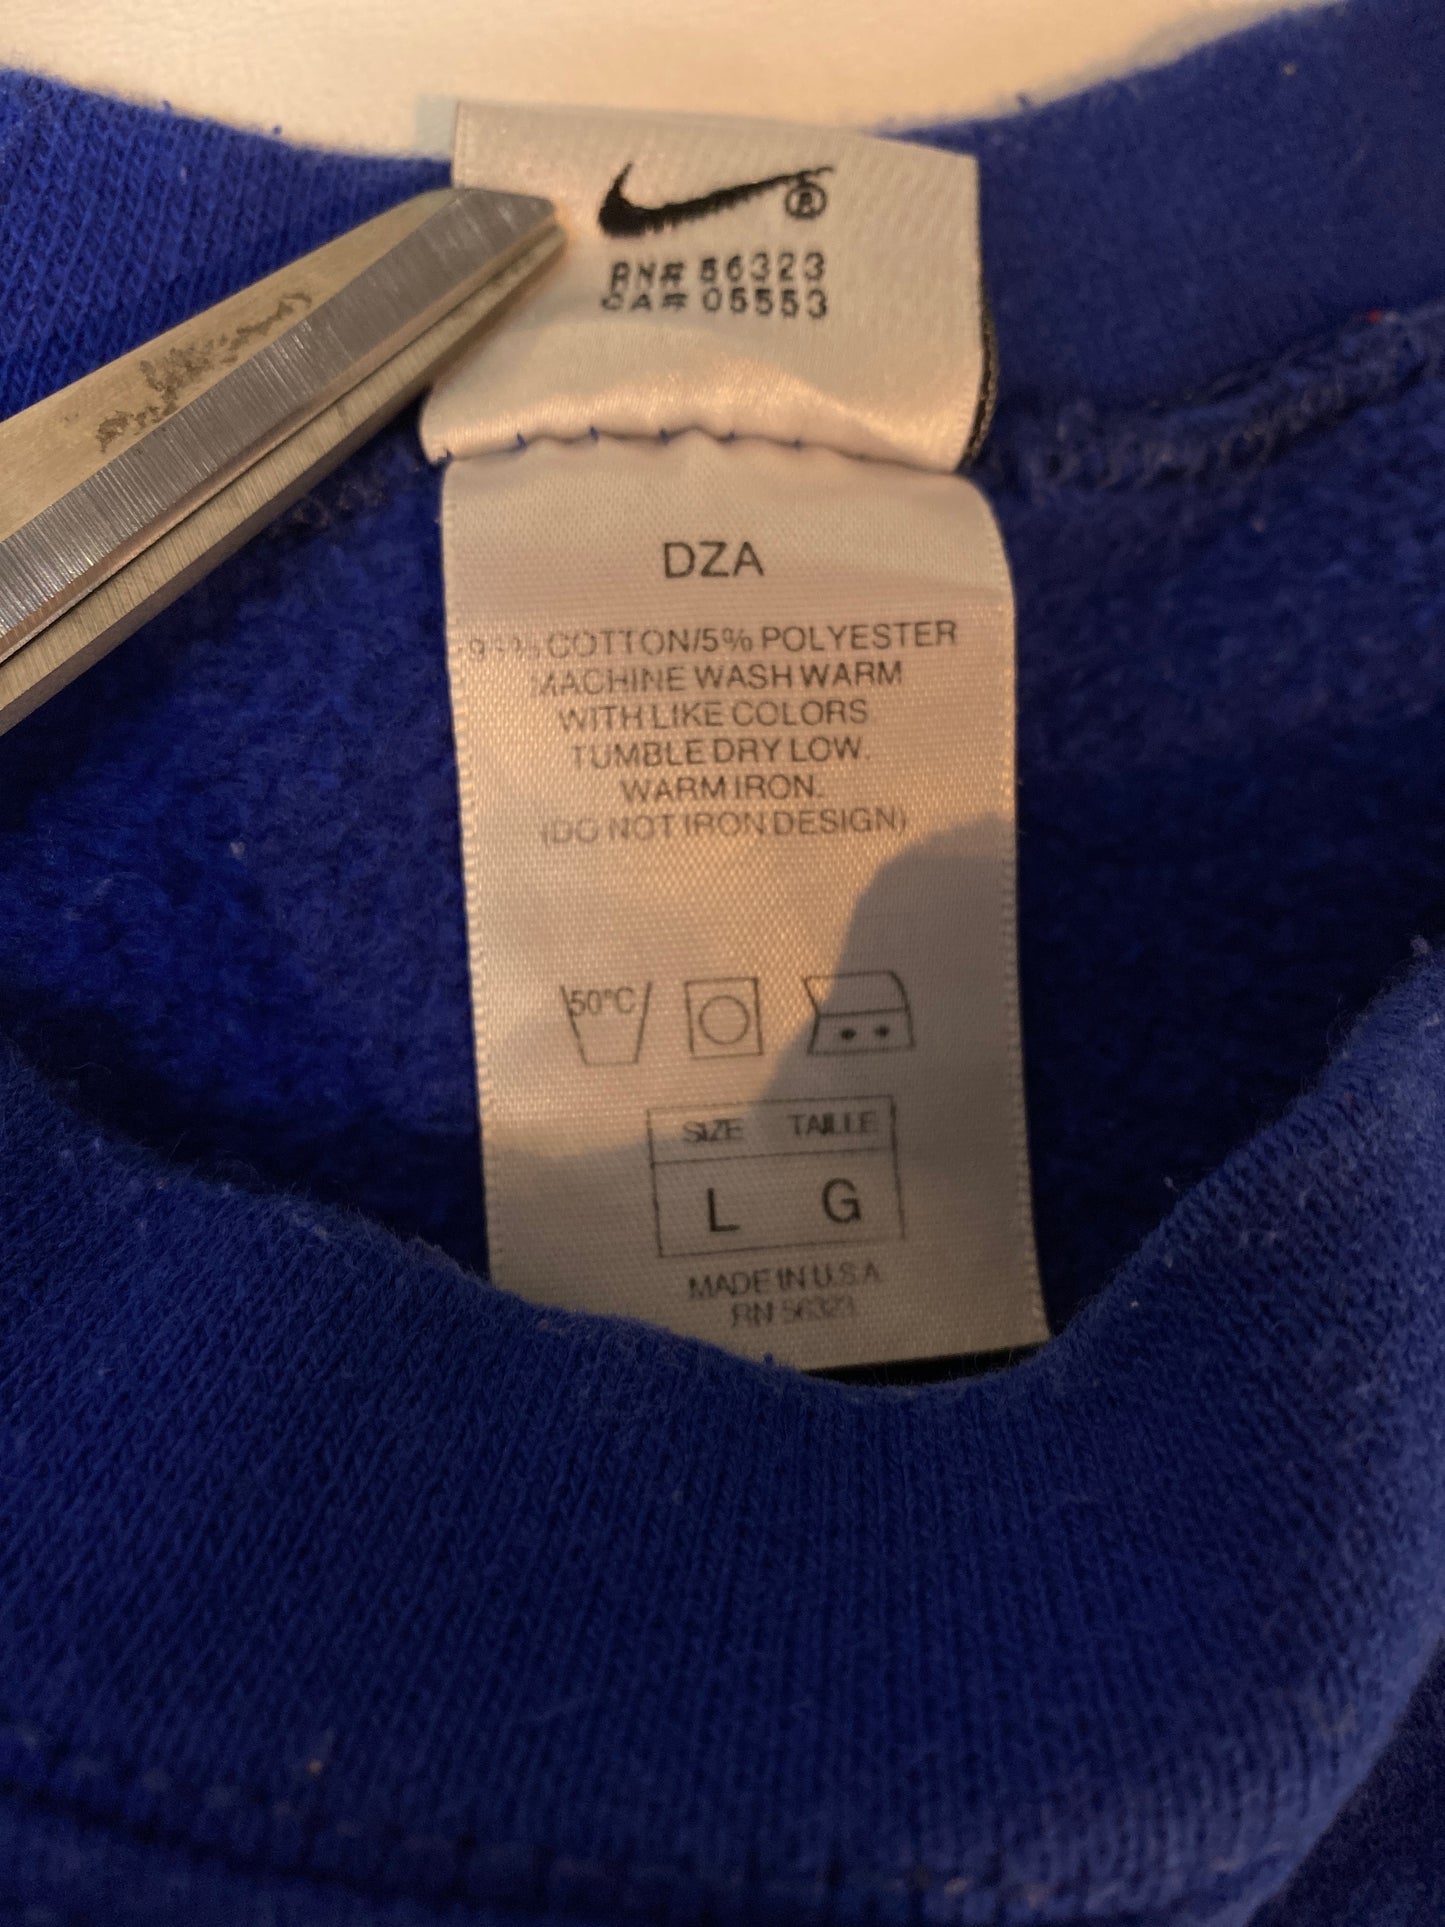 RN# 56323
CA# 05553
DZA
COTTON/5% POLYESTER
MACHINE WASH WARM
WITH LIKE COLORS
TUMBLE DRY LOW.
WARM IRON.
(DO NOT IRON DESIGN)
50°C
SIZE TAILLE
L G
MADE IN U.S.A
RN 56323